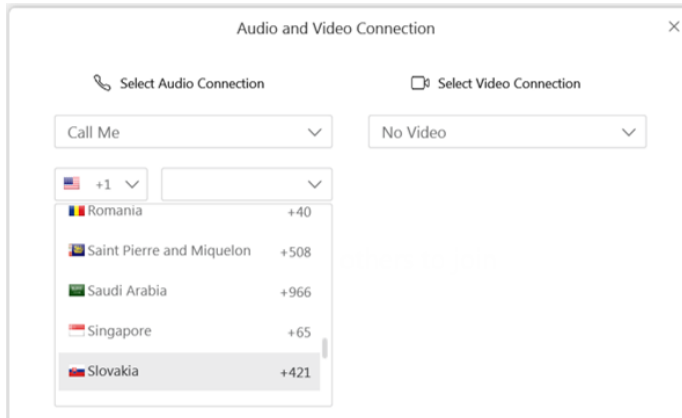 Audio and Video Connection
Select Audio Connection
Select Video Connection
Call Me
No Video
+1
Romania +40
Saint Pierre and Miquelon +508
Saudi Arabia +966
Singapore +65
Slovakia +421